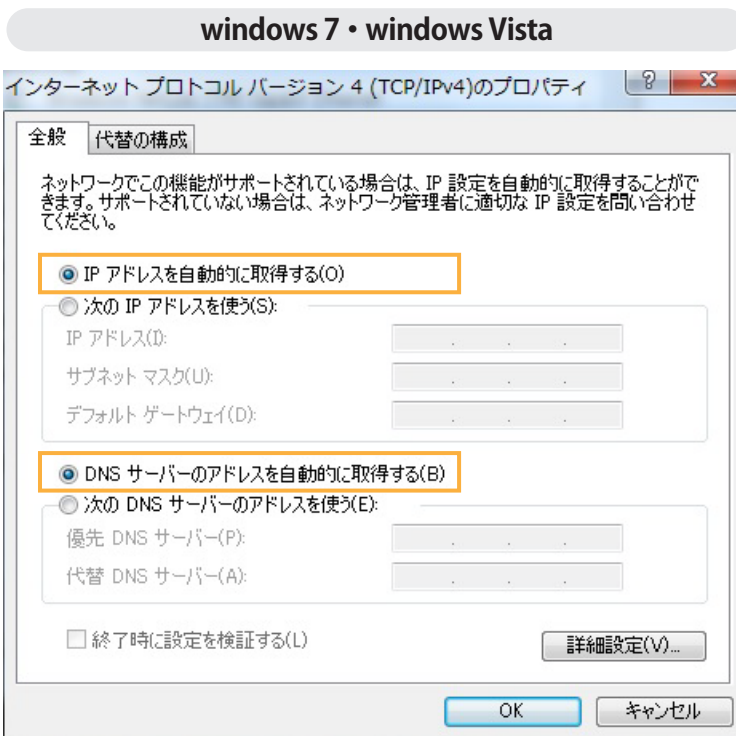 windows 7・windows Vista
インターネット プロトコル バージョン 4 (TCP/IPv4)のプロパティ
全般
代替の構成
ネットワークでこの機能がサポートされている場合は、IP 設定を自動的に取得することがで
きます。サポートされていない場合は、ネットワーク管理者に適切な IP 設定を問い合わせ
てください。
IP アドレスを自動的に取得する(O)
次の IP アドレスを使う(S):
IP アドレス(I):
サブネット マスク(U):
デフォルト ゲートウェイ(D):
DNS サーバーのアドレスを自動的に取得する(B)
次の DNS サーバーのアドレスを使う(E):
優先 DNS サーバー(P):
代替 DNS サーバー(A):
終了時に設定を検証する(L)
詳細設定(V)...
OK
キャンセル